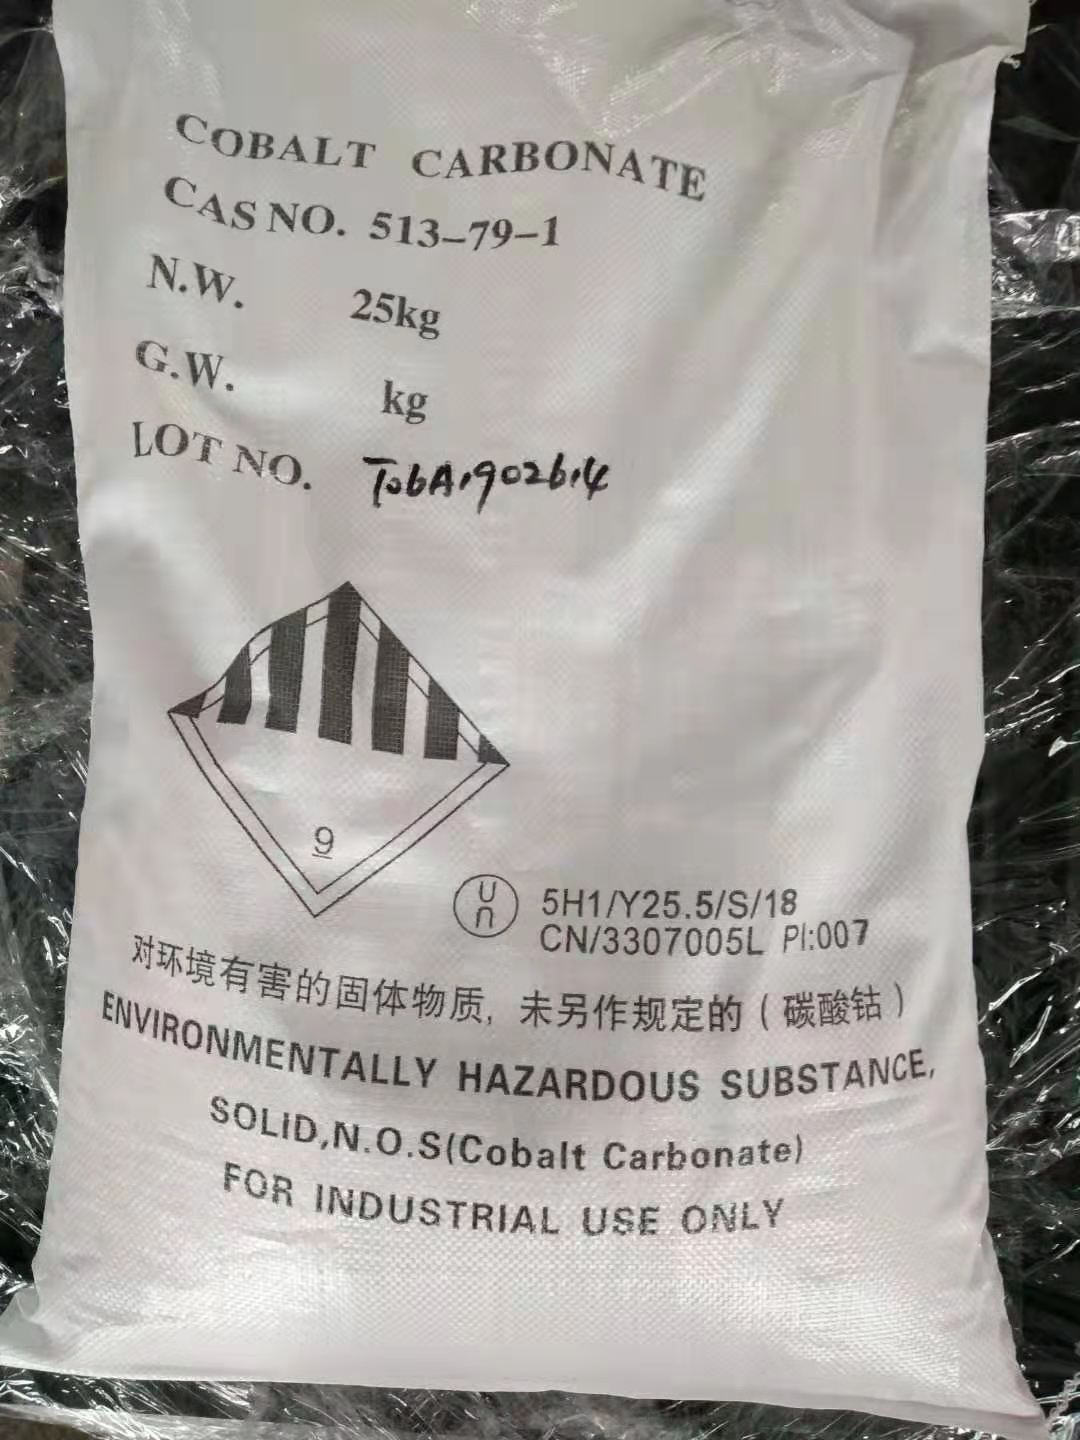 COBALT CARBONATE
CAS NO. 513-79-1
N.W. 25kg
G.W. kg
LOT NO. TobA1902614
9
UN 5H1/Y25.5/S/18
CN/3307005L PI:007
对环境有害的固体物质, 未另作规定的 (碳酸钴)
ENVIRONMENTALLY HAZARDOUS SUBSTANCE,
SOLID,N.O.S(Cobalt Carbonate)
FOR INDUSTRIAL USE ONLY